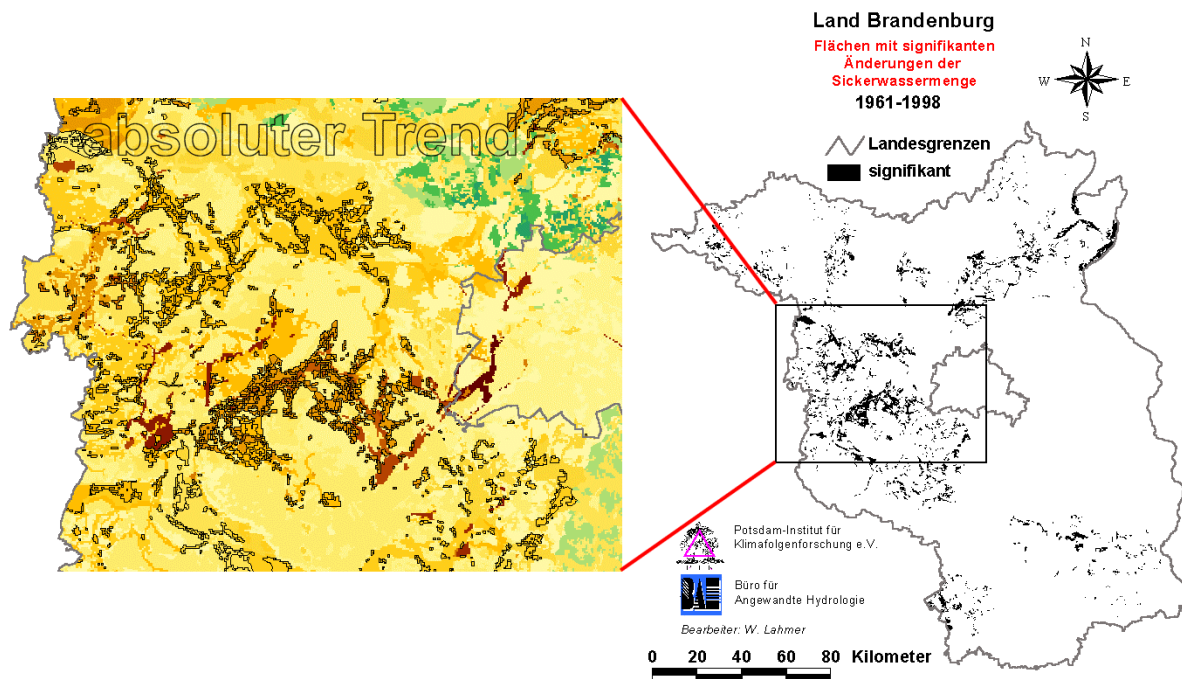 Land Brandenburg
Flächen mit signifikanten
Änderungen der
Sickerwassermenge
1961-1998
N
W E
S
Landesgrenzen
signifikant
absoluter Trend
Potsdam-Institut für
Klimafolgenforschung e.V.
Büro für
Angewandte Hydrologie
Bearbeiter: W. Lahmer
0 20 40 60 80 Kilometer